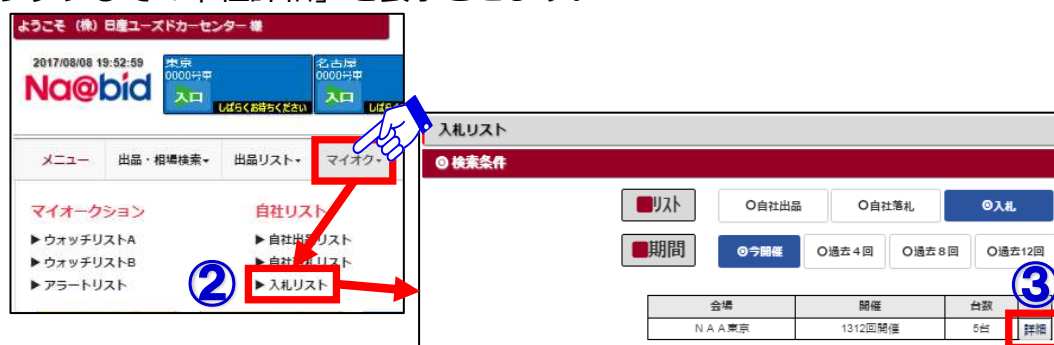 ようこそ（株）日産ユーズドカーセンター 様
2017/08/08 19:52:59
Na@bid
東京
0000号車
入口
しばらくお待ちください
名古屋
0000号車
入口
メニュー
出品・相場検索
出品リスト
マイオク
マイオークション
自社リスト
▶ ウォッチリストA
▶ ウォッチリストB
▶ アラートリスト
▶ 入札リスト
②
入札リスト
◎ 検索条件
■リスト
○自社出品
○自社落札
◎入札
■期間
◎今開催
○過去４回
○過去８回
○過去12回
③
会場 開催 台数
ＮＡＡ東京 1312回開催 5台 詳細